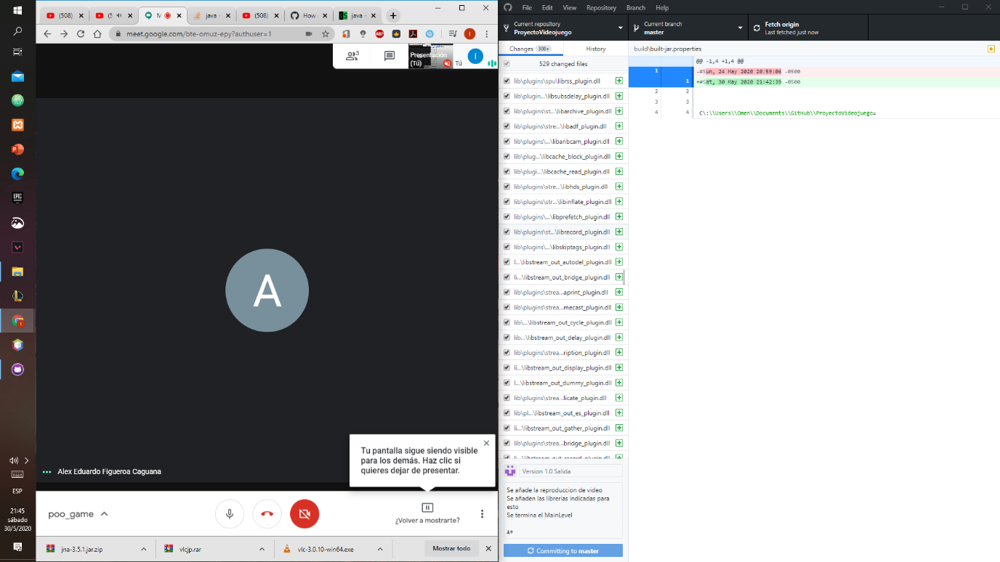 (508)
(5
M
java -
(508)
How
java -
meet.google.com/bte-omuz-epy?authuser=1
ABP
I
3
Presentación
(Tú)
Tú
I
A
Alex Eduardo Figueroa Caguana
Tu pantalla sigue siendo visible
para los demás. Haz clic si
quieres dejar de presentar.
poo_game
¿Volver a mostrarte?
jna-3.5.1.jar.zip
vlcjp.rar
vlc-3.0.10-win64.exe
Mostrar todo
EPIC
GAMES
ESP
21:45
sábado
30/5/2020
File
Edit
View
Repository
Branch
Help
Current repository
ProyectoVideojuego
Current branch
master
Fetch origin
Last fetched just now
Changes
300+
History
529 changed files
lib\plugins\spu\librss_plugin.dll
lib\plugin...\libsubsdelay_plugin.dll
lib\plugins\st...\libarchive_plugin.dll
lib\plugins\stre...\libadf_plugin.dll
lib\plugins\...\libaribcam_plugin.dll
lib\plug...\libcache_block_plugin.dll
lib\plugi...\libcache_read_plugin.dll
lib\plugins\stre...\libhds_plugin.dll
lib\plugins\str...\libinflate_plugin.dll
lib\plugins\...\libprefetch_plugin.dll
lib\plugins\st...\librecord_plugin.dll
lib\plugins\...\libskiptags_plugin.dll
l...\libstream_out_autodel_plugin.dll
li...\libstream_out_bridge_plugin.dll
lib\plugins\strea...aprint_plugin.dll
lib\plugins\strea...mecast_plugin.dll
lib\...\libstream_out_cycle_plugin.dll
lib...\libstream_out_delay_plugin.dll
lib\plugins\strea...ription_plugin.dll
li...\libstream_out_display_plugin.dll
l...\libstream_out_dummy_plugin.dll
lib\plugins\strea...licate_plugin.dll
lib\pl...\libstream_out_es_plugin.dll
li...\libstream_out_gather_plugin.dll
lib\plugins\strea...bridge_plugin.dll
li...\libstream_out_record_plugin.dll
Version 1.0 Salida
Se añade la reproduccion de video
Se añaden las librerias indicadas para
esto
Se termina el MainLevel
Committing to master
build\built-jar.properties
@@ -1,4 +1,4 @@
1 -#Sun, 24 May 2020 20:59:06 -0500
1 +#Sat, 30 May 2020 21:42:39 -0500
2 2
3 3
4 4 C\:\\Users\\Omen\\Documents\\GitHub\\ProyectoVideojuego=